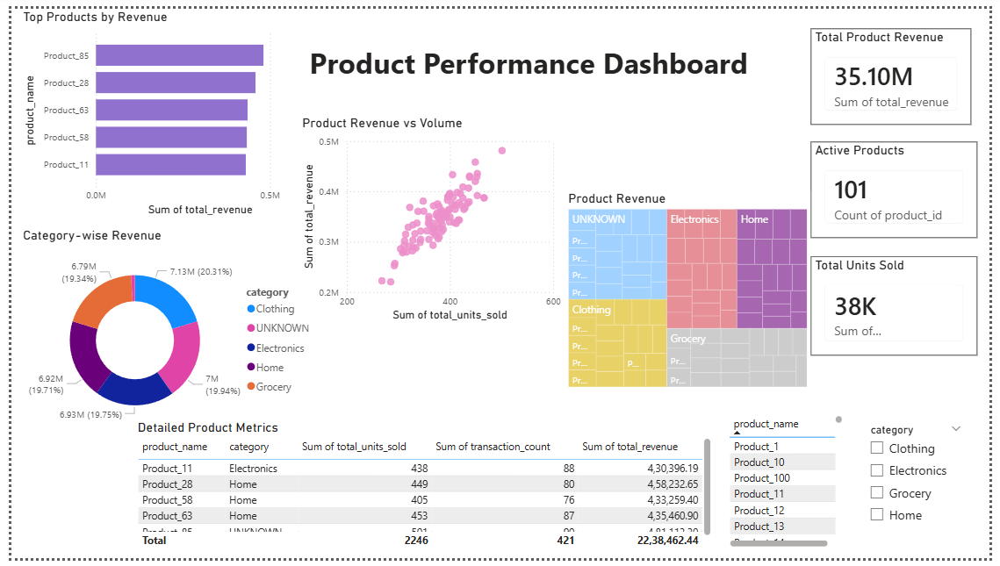 Top Products by Revenue
product_name
Product_85
Product_28
Product_63
Product_58
Product_11
0.0M 0.5M
Sum of total_revenue
Product Performance Dashboard
Total Product Revenue
35.10M
Sum of total_revenue
Active Products
101
Count of product_id
Total Units Sold
38K
Sum of...
Product Revenue vs Volume
Sum of total_revenue
0.5M
0.4M
0.3M
0.2M
200 400 600
Sum of total_units_sold
Product Revenue
UNKNOWN
Pr...
Pr...
Pr...
Pr...
Electronics
Home
Clothing
Pr...
Pr...
Pr...
P...
Pr...
Grocery
Pr...
Pr...
Category-wise Revenue
7.13M (20.31%)
7M
(19.94%)
6.93M (19.75%)
6.92M
(19.71%)
6.79M
(19.34%)
category
Clothing
UNKNOWN
Electronics
Home
Grocery
Detailed Product Metrics
product_name category Sum of total_units_sold Sum of transaction_count Sum of total_revenue
Product_11 Electronics 438 88 4,30,396.19
Product_28 Home 449 80 4,58,232.65
Product_58 Home 405 76 4,33,259.40
Product_63 Home 453 87 4,35,460.90
Product_85 UNKNOWN 501 90
Total 2246 421 22,38,462.44
product_name
Product_1
Product_10
Product_100
Product_11
Product_12
Product_13
category
Clothing
Electronics
Grocery
Home